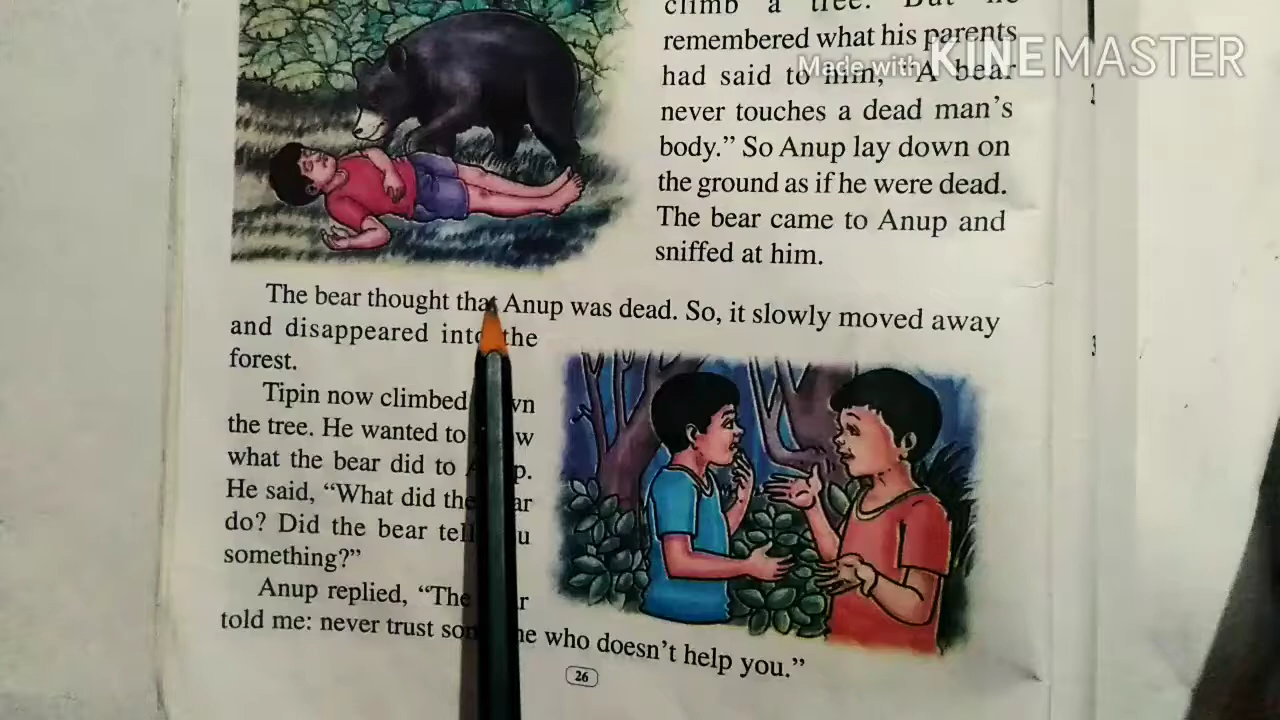 climb a tree. But he
remembered what his parents
had said to him, "A bear
never touches a dead man's
body." So Anup lay down on
the ground as if he were dead.
The bear came to Anup and
sniffed at him.
The bear thought that Anup was dead. So, it slowly moved away
and disappeared into the
forest.
Tipin now climbed
the tree. He wanted to
what the bear did to
He said, "What did the
do? Did the bear tell
something?"
Anup replied, "The
told me: never trust who doesn't help you."
26
Made with KINEMASTER